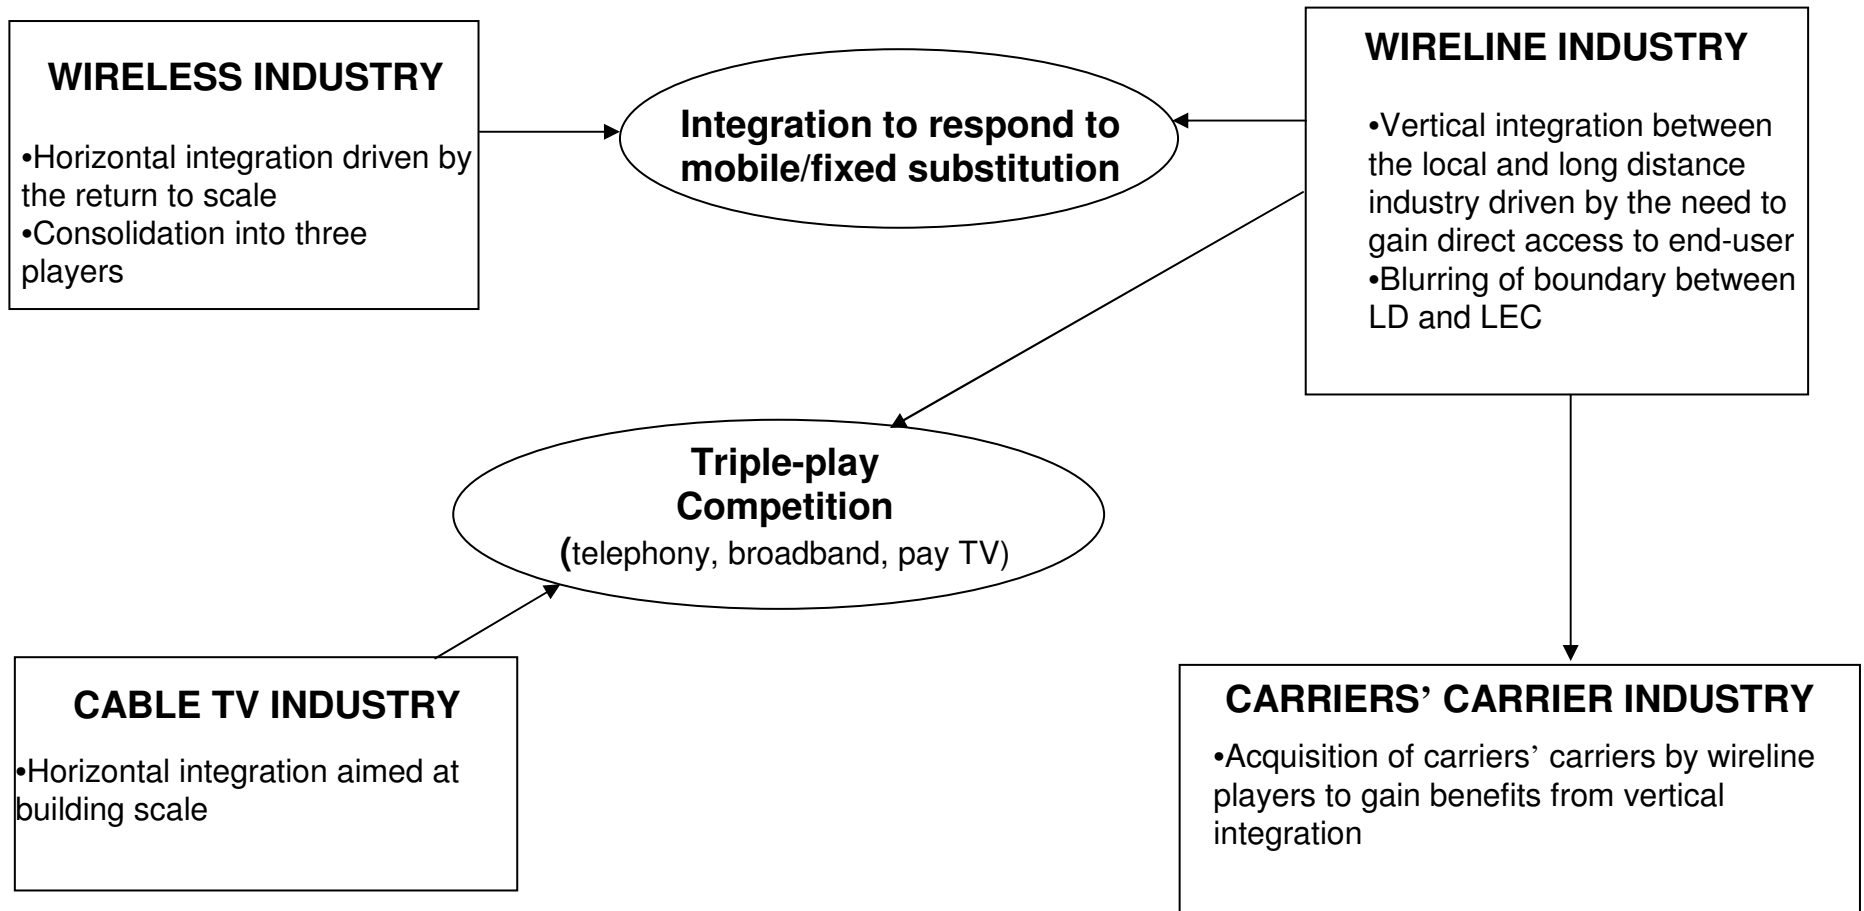 WIRELESS INDUSTRY
•Horizontal integration driven by
the return to scale
•Consolidation into three
players
Integration to respond to
mobile/fixed substitution
WIRELINE INDUSTRY
•Vertical integration between
the local and long distance
industry driven by the need to
gain direct access to end-user
•Blurring of boundary between
LD and LEC
Triple-play
Competition
(telephony, broadband, pay TV)
CABLE TV INDUSTRY
•Horizontal integration aimed at
building scale
CARRIERS’ CARRIER INDUSTRY
•Acquisition of carriers’ carriers by wireline
players to gain benefits from vertical
integration